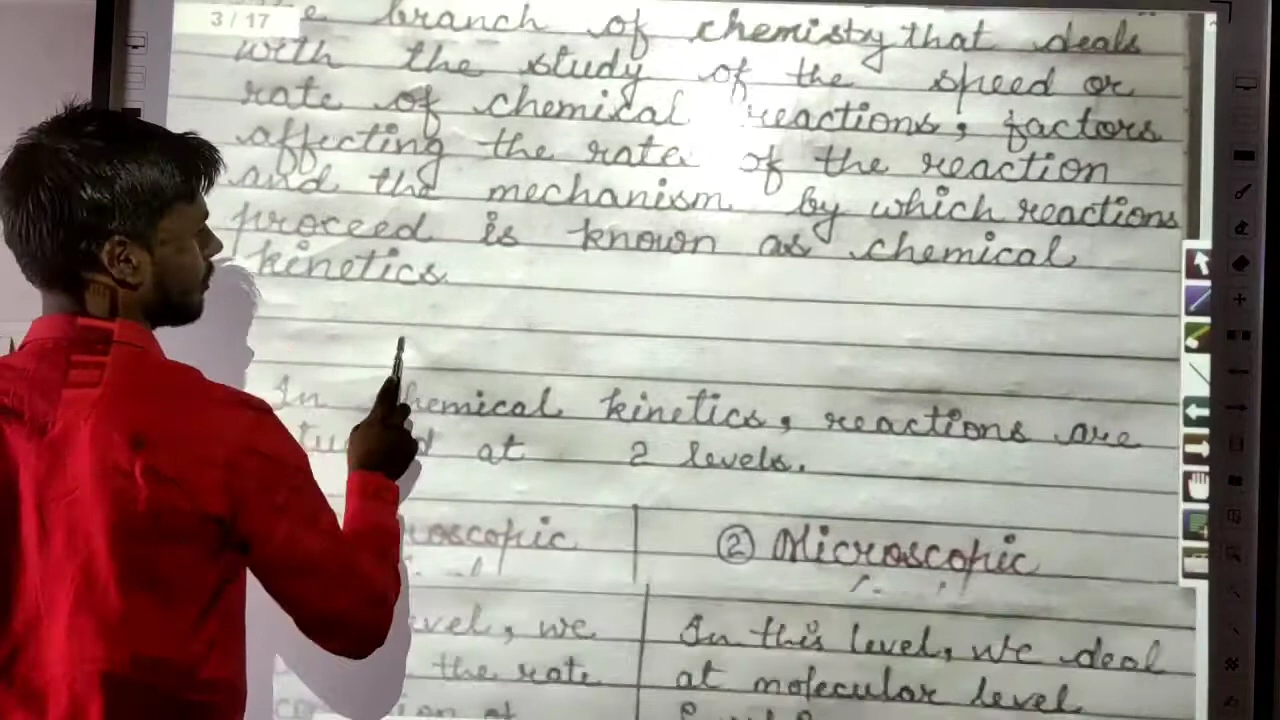 3 / 17
branch of chemistry that deals
with the study of the speed or
rate of chemical reactions, factors
affecting the rate of the reaction
and the mechanism by which reactions
proceed is known as chemical
kinetics.
In chemical kinetics, reactions are
at 2 levels.
② Microscopic
level, we In this level, we deal
the rate at molecular level